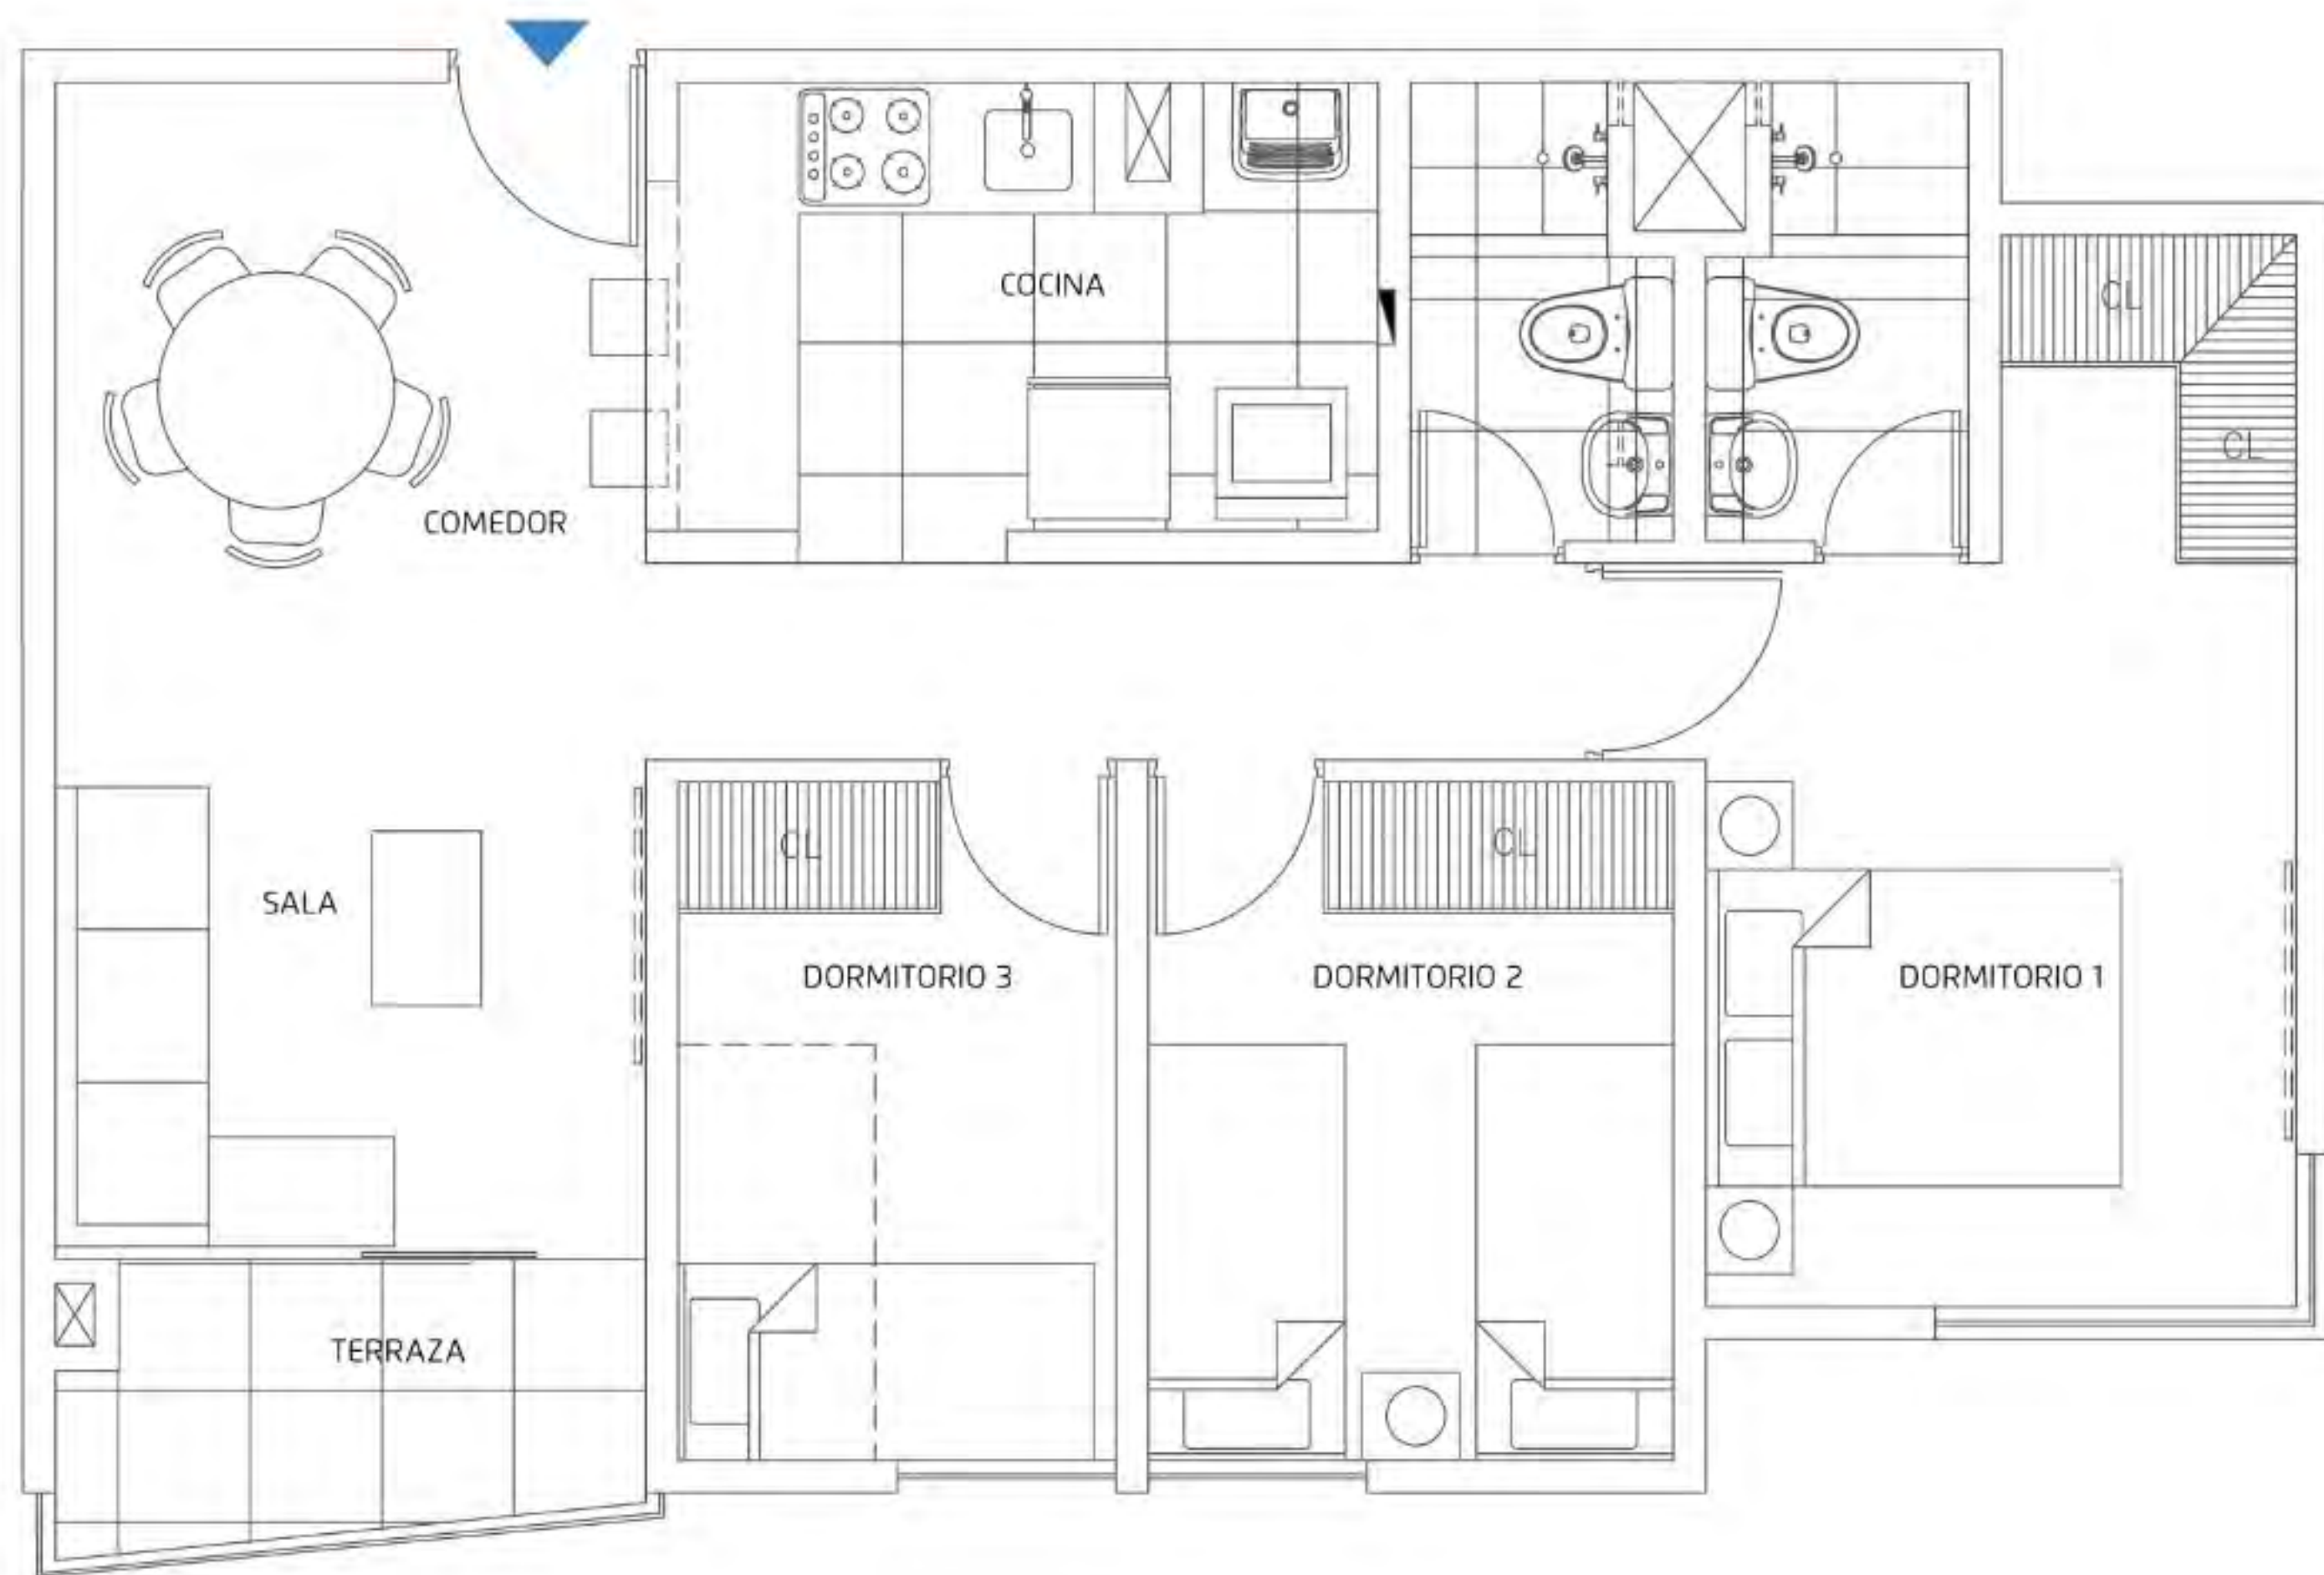 COCINA
CL
CL
COMEDOR
CL
CL
SALA
DORMITORIO 3
DORMITORIO 2
DORMITORIO 1
TERRAZA